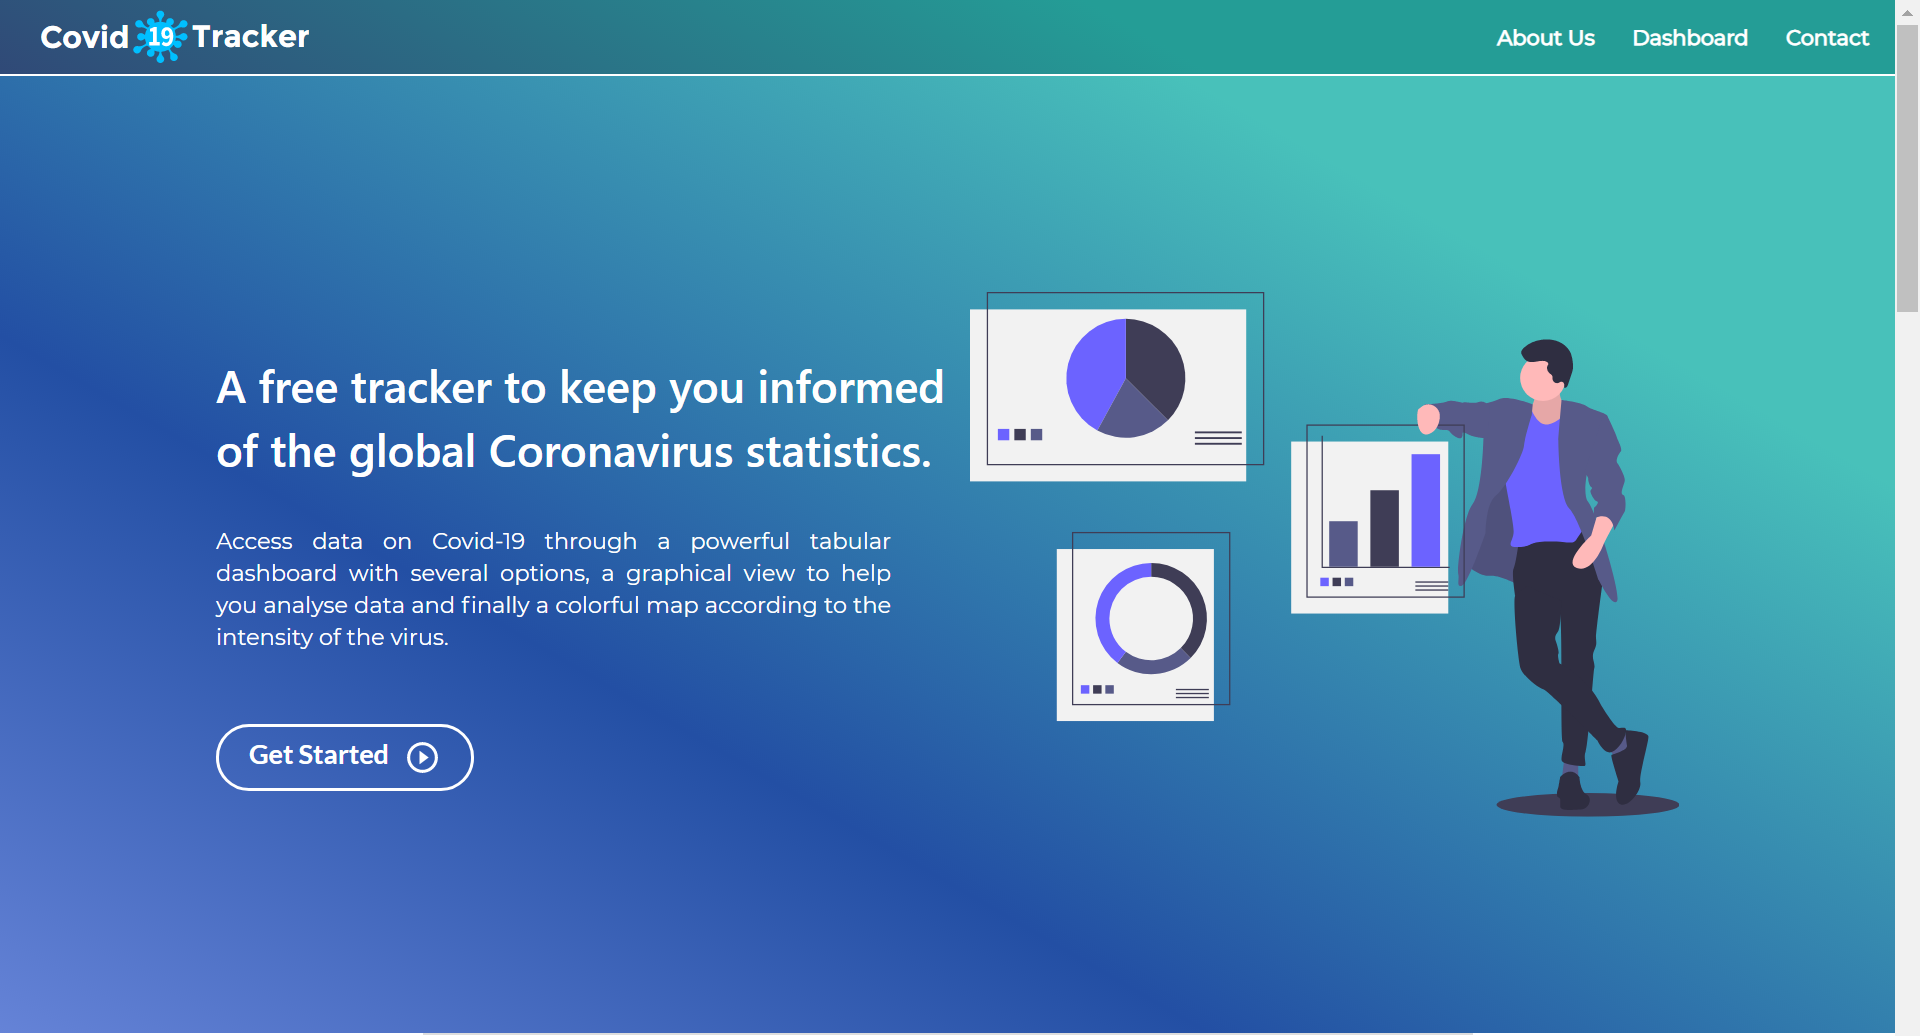 Covid 19 Tracker
About Us Dashboard Contact
A free tracker to keep you informed
of the global Coronavirus statistics.
Access data on Covid-19 through a powerful tabular
dashboard with several options, a graphical view to help
you analyse data and finally a colorful map according to the
intensity of the virus.
Get Started